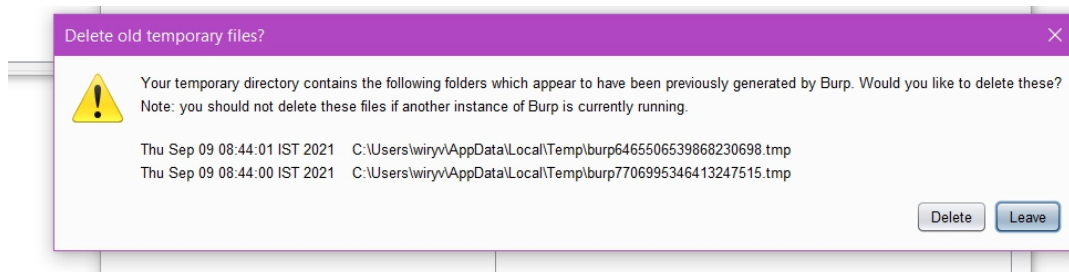 Delete old temporary files?
Your temporary directory contains the following folders which appear to have been previously generated by Burp. Would you like to delete these?
Note: you should not delete these files if another instance of Burp is currently running.
Thu Sep 09 08:44:01 IST 2021 C:\Users\wiryv\AppData\Local\Temp\burp6465506539868230698.tmp
Thu Sep 09 08:44:00 IST 2021 C:\Users\wiryv\AppData\Local\Temp\burp7706995346413247515.tmp
Delete Leave